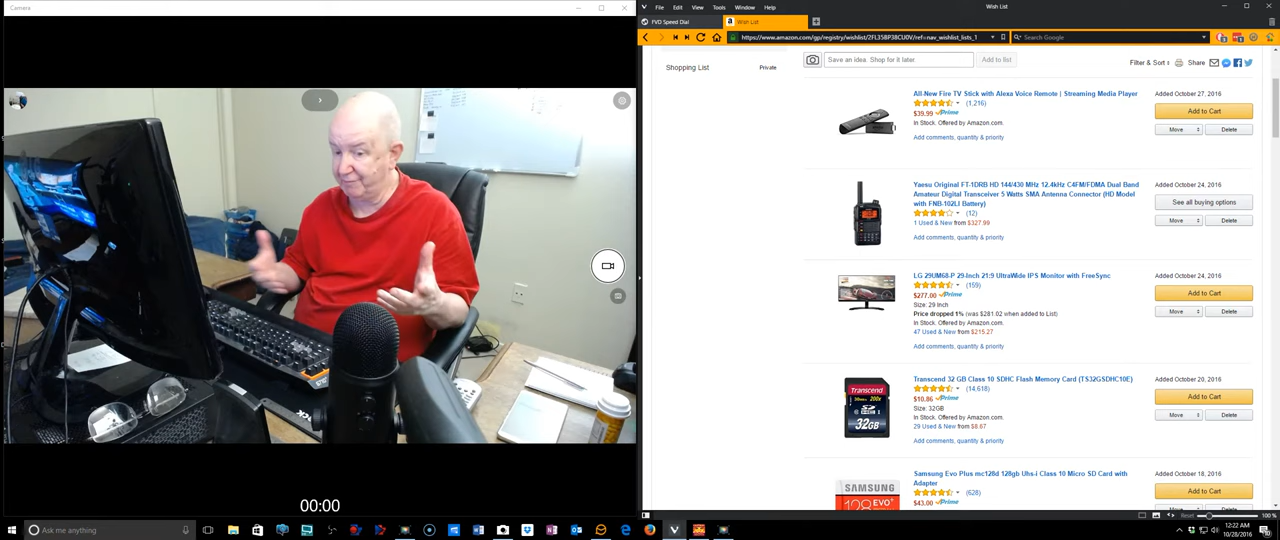 Camera
00:00
File Edit View Tools Window Help
Wish List
FVD Speed Dial
Wish List
https://www.amazon.com/gp/registry/wishlist/2FL35BP38CU0V/ref=nav_wishlist_lists_1
Search Google
Shopping List Private
Save an idea. Shop for it later.
Add to list
Filter & Sort
Share
All-New Fire TV Stick with Alexa Voice Remote | Streaming Media Player
(1,216)
$39.99 Prime
In Stock. Offered by Amazon.com.
Add comments, quantity & priority
Added October 27, 2016
Add to Cart
Move Delete
Yaesu Original FT-1DRB HD 144/430 MHz 12.4kHz C4FM/FDMA Dual Band
Amateur Digital Transceiver 5 Watts SMA Antenna Connector (HD Model
with FNB-102LI Battery)
(12)
1 Used & New from $327.99
Add comments, quantity & priority
Added October 24, 2016
See all buying options
Move Delete
LG 29UM68-P 29-Inch 21:9 UltraWide IPS Monitor with FreeSync
(159)
$277.00 Prime
Size: 29 Inch
Price dropped 1% (was $281.02 when added to List)
In Stock. Offered by Amazon.com.
47 Used & New from $215.27
Add comments, quantity & priority
Added October 24, 2016
Add to Cart
Move Delete
Transcend
32GB
Transcend 32 GB Class 10 SDHC Flash Memory Card (TS32GSDHC10E)
(14,618)
$10.86 Prime
Size: 32GB
In Stock. Offered by Amazon.com.
29 Used & New from $8.67
Add comments, quantity & priority
Added October 20, 2016
Add to Cart
Move Delete
SAMSUNG
128 EVO+
Samsung Evo Plus mc128d 128gb Uhs-i Class 10 Micro SD Card with
Adapter
(628)
$43.00 Prime
Added October 18, 2016
Add to Cart
Reset 100 %
Ask me anything
12:22 AM
10/28/2016